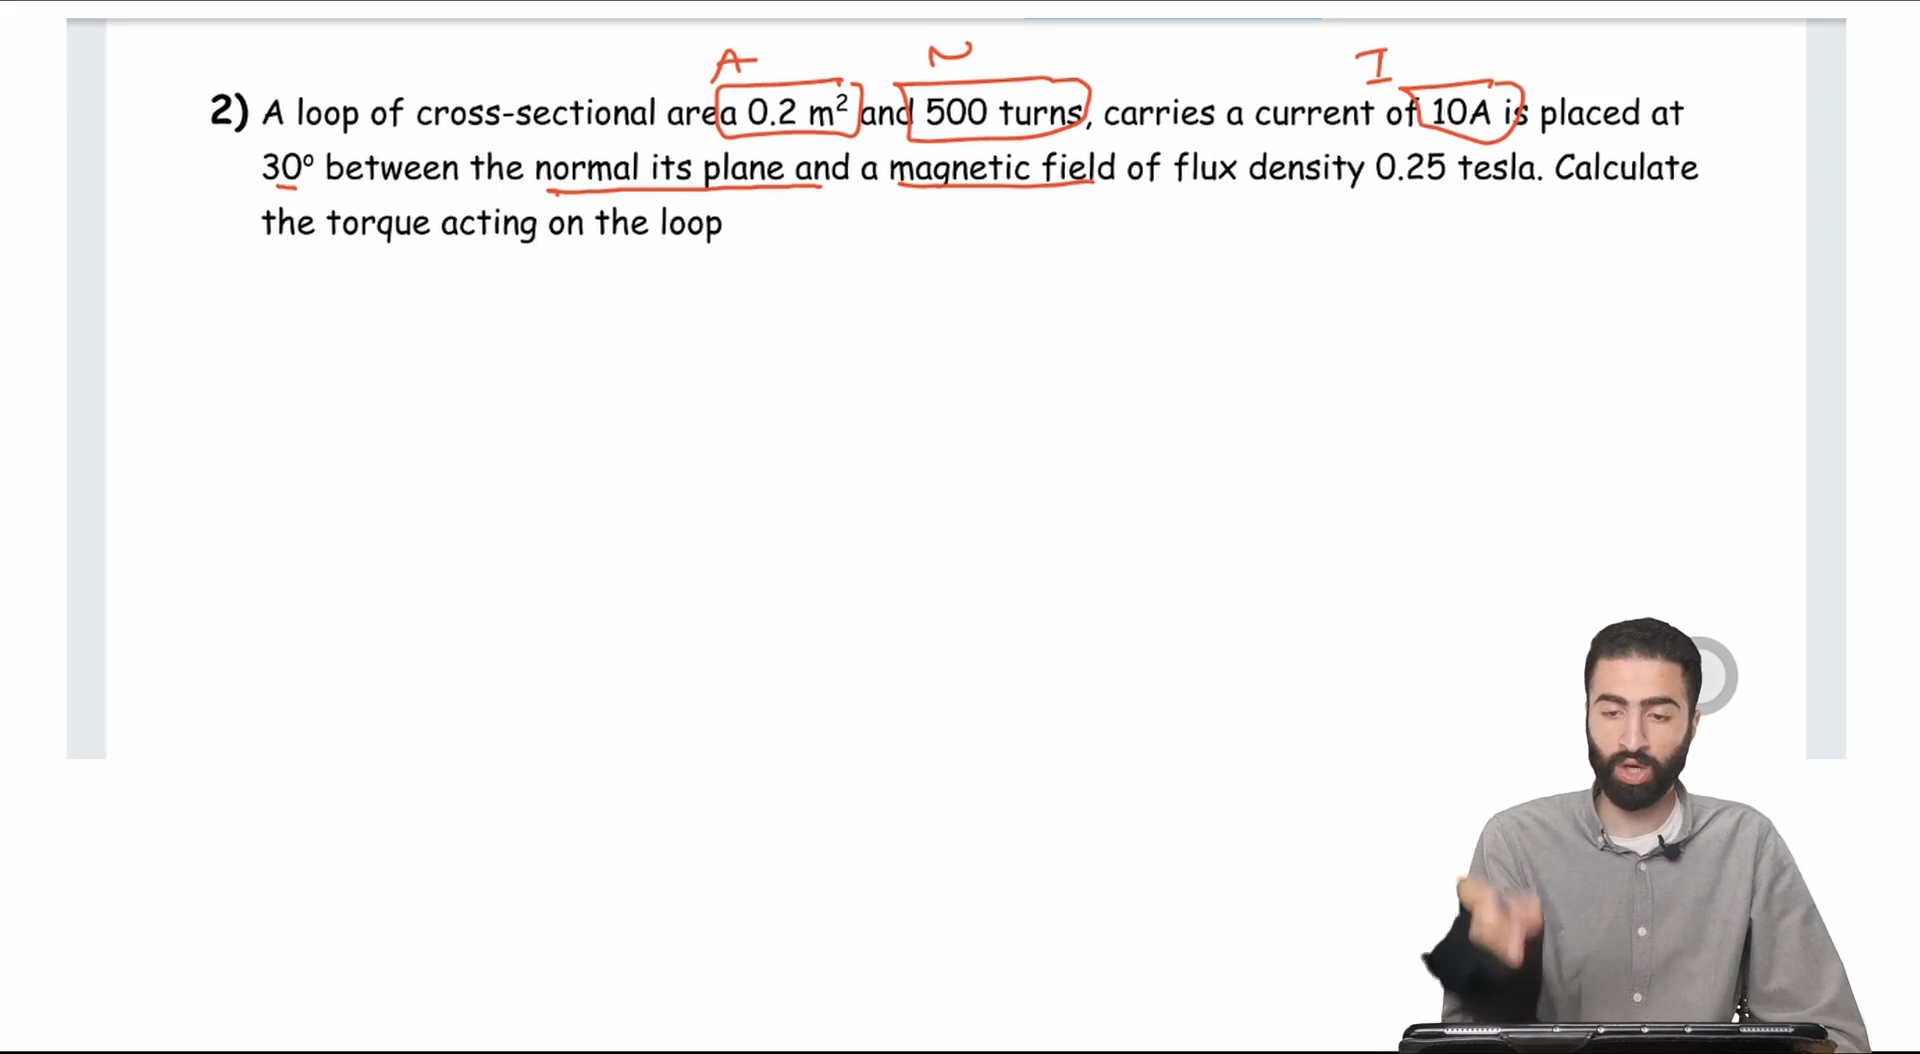 A N I
2) A loop of cross-sectional area 0.2 m² and 500 turns, carries a current of 10A is placed at
30º between the normal its plane and a magnetic field of flux density 0.25 tesla. Calculate
the torque acting on the loop